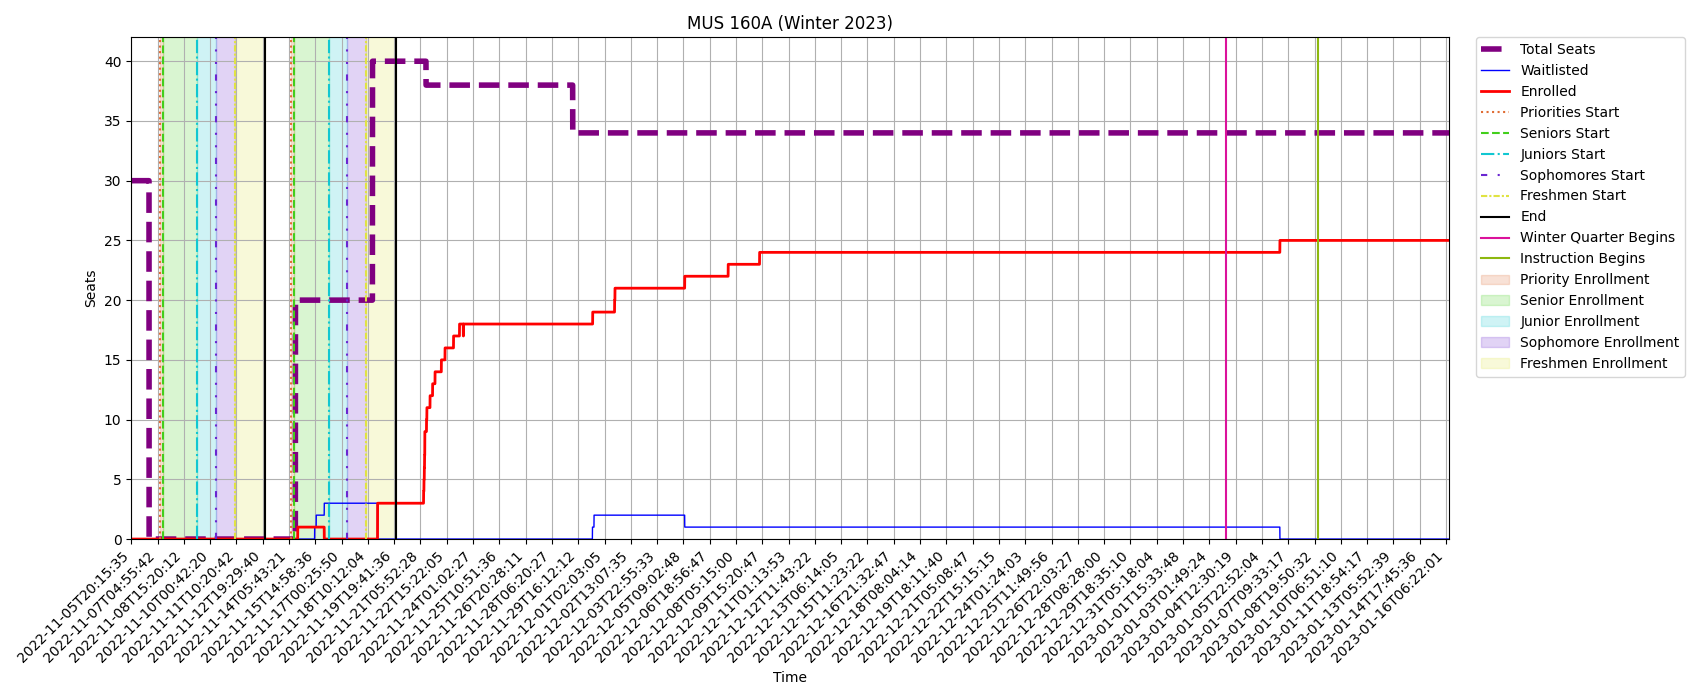 MUS 160A (Winter 2023)
Seats
40
35
30
25
20
15
10
5
0
2022-11-05T20:15:35
2022-11-07T04:55:42
2022-11-08T15:20:12
2022-11-10T00:42:20
2022-11-11T10:20:42
2022-11-12T19:29:40
2022-11-14T05:43:21
2022-11-15T14:58:36
2022-11-17T00:25:50
2022-11-18T10:12:04
2022-11-19T19:41:36
2022-11-21T05:52:28
2022-11-22T15:22:05
2022-11-24T01:02:27
2022-11-25T10:51:36
2022-11-26T20:28:11
2022-11-28T06:20:27
2022-11-29T16:12:12
2022-12-01T02:03:05
2022-12-02T13:07:35
2022-12-03T22:55:33
2022-12-05T09:02:48
2022-12-06T18:56:47
2022-12-08T05:15:00
2022-12-09T15:20:47
2022-12-11T01:13:53
2022-12-12T11:43:22
2022-12-13T06:14:05
2022-12-15T11:23:22
2022-12-16T21:32:47
2022-12-18T08:04:14
2022-12-19T18:11:40
2022-12-21T05:08:47
2022-12-22T15:15:15
2022-12-24T01:24:03
2022-12-25T11:49:56
2022-12-26T22:03:27
2022-12-28T08:28:00
2022-12-29T18:35:10
2022-12-31T05:18:04
2023-01-01T15:33:48
2023-01-03T01:49:24
2023-01-04T12:30:19
2023-01-05T22:52:04
2023-01-07T09:33:17
2023-01-08T19:50:32
2023-01-10T06:51:10
2023-01-11T18:54:17
2023-01-13T05:52:39
2023-01-14T17:45:36
2023-01-16T06:22:01
Time
Total Seats
Waitlisted
Enrolled
Priorities Start
Seniors Start
Juniors Start
Sophomores Start
Freshmen Start
End
Winter Quarter Begins
Instruction Begins
Priority Enrollment
Senior Enrollment
Junior Enrollment
Sophomore Enrollment
Freshmen Enrollment